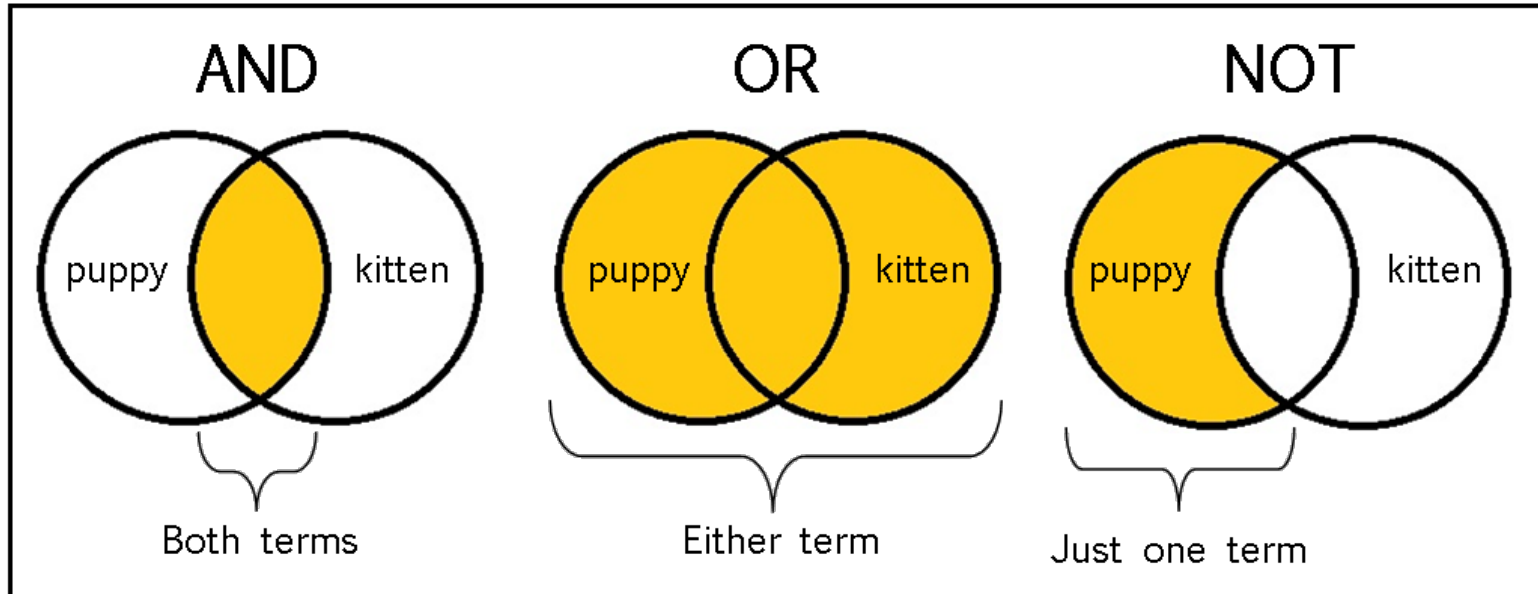 AND
puppy
kitten
Both terms
OR
puppy
kitten
Either term
NOT
puppy
kitten
Just one term